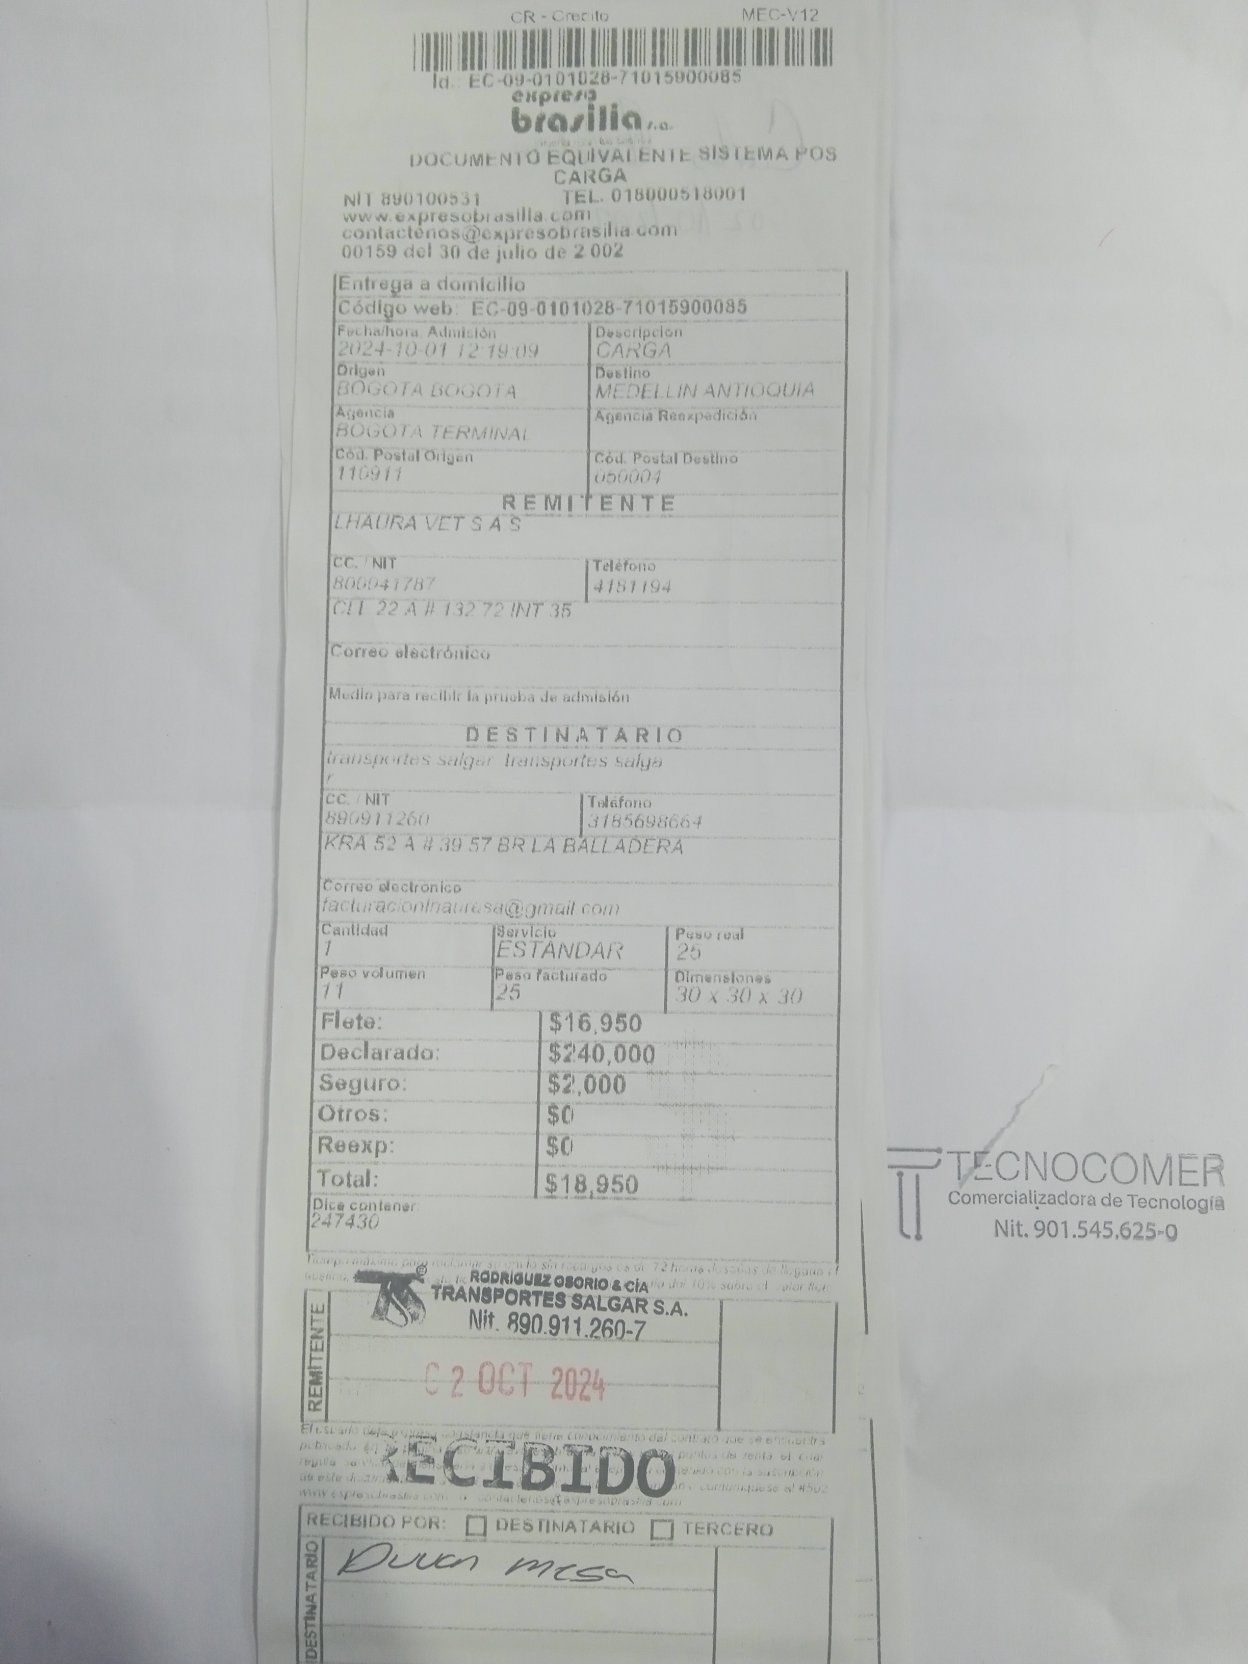 CR - Credito MEC-V12
Id.: EC-09-0101028-71015900085
expreso
brasilia s.a.
DOCUMENTO EQUIVALENTE SISTEMA POS
CARGA
NIT 890100531 TEL. 018000518001
www.expresobrasilia.com
contactenos@expresobrasilia.com
00159 del 30 de julio de 2002
Entrega a domicilio
Código web: EC-09-0101028-71015900085
Fecha/hora Admisión Descripcion
2024-10-01 12:19:09 CARGA
Origen Destino
BOGOTA BOGOTA MEDELLIN ANTIOQUIA
Agencia Agencia Reexpedición
BOGOTA TERMINAL
Cód. Postal Origen Cód. Postal Destino
110911 050004
REMITENTE
LHAURA VET S A S
CC. / NIT Teléfono
800041787 4181194
CLL 22 A # 132 72 INT 35
Correo electrónico
Medio para recibir la prueba de admisión
DESTINATARIO
transportes salgar transportes salga
r
CC. / NIT Teléfono
890911260 3185698664
KRA 52 A # 39 57 BR LA BALLADERA
Correo electrónico
facturacionlhaurasa@gmail.com
Cantidad Servicio Peso real
1 ESTANDAR 25
Peso volumen Peso facturado Dimensiones
11 25 30 x 30 x 30
Flete: $16,950
Declarado: $240,000
Seguro: $2,000
Otros: $0
Reexp: $0
Total: $18,950
Dice contener:
247430
TECNOCOMER
Comercializadora de Tecnología
Nit. 901.545.625-0
RODRIGUEZ OSORIO & CÍA
TRANSPORTES SALGAR S.A.
Nit. 890.911.260-7
REMITENTE
02 OCT 2024
RECIBIDO
RECIBIDO POR: DESTINATARIO TERCERO
DESTINATARIO
Duvan mesa